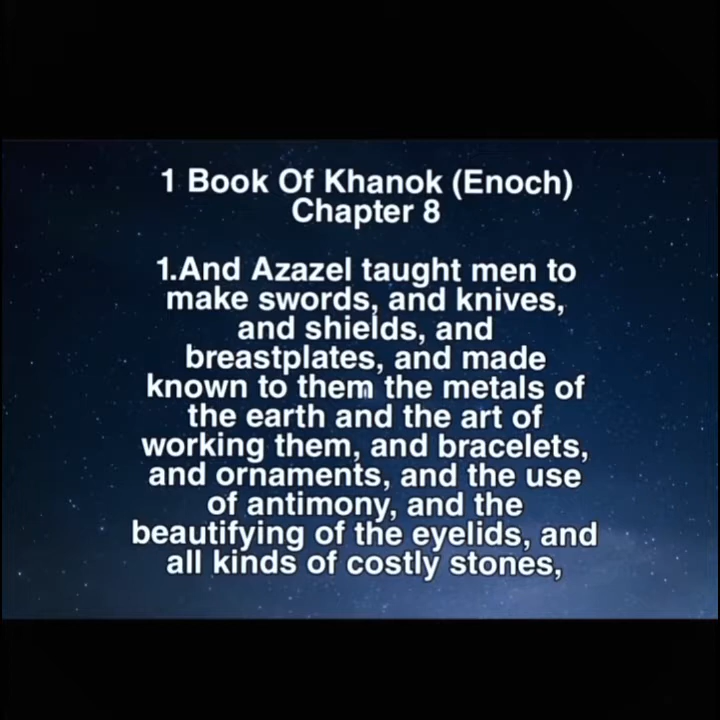 1 Book Of Khanok (Enoch)
Chapter 8
1.And Azazel taught men to
make swords, and knives,
and shields, and
breastplates, and made
known to them the metals of
the earth and the art of
working them, and bracelets,
and ornaments, and the use
of antimony, and the
beautifying of the eyelids, and
all kinds of costly stones,